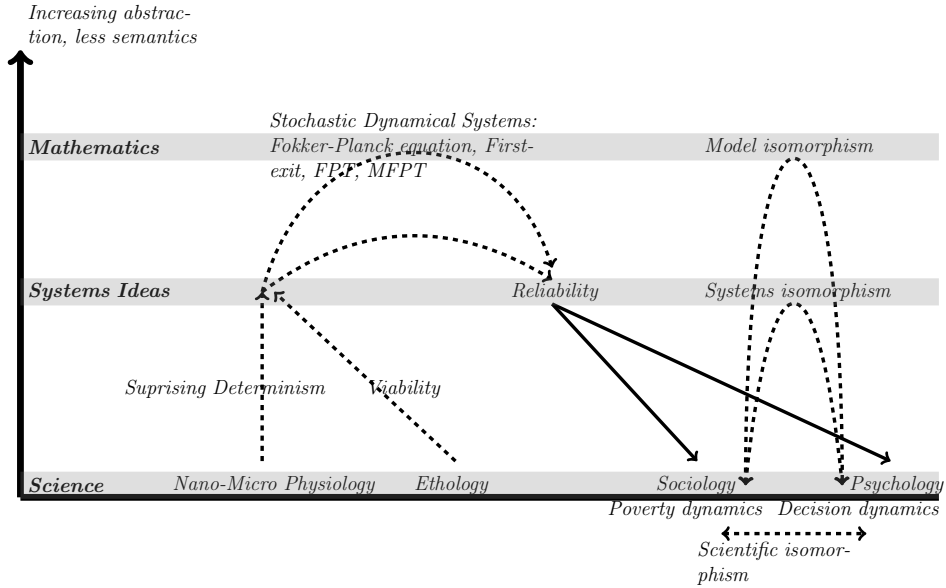 Increasing abstrac-
tion, less semantics
Stochastic Dynamical Systems:
Mathematics
Fokker-Planck equation, First-
exit, FPT, MFPT
Model isomorphism
Systems Ideas
Reliability
Systems isomorphism
Suprising Determinism
Viability
Science
Nano-Micro Physiology
Ethology
Sociology
Psychology
Poverty dynamics
Decision dynamics
Scientific isomor-
phism